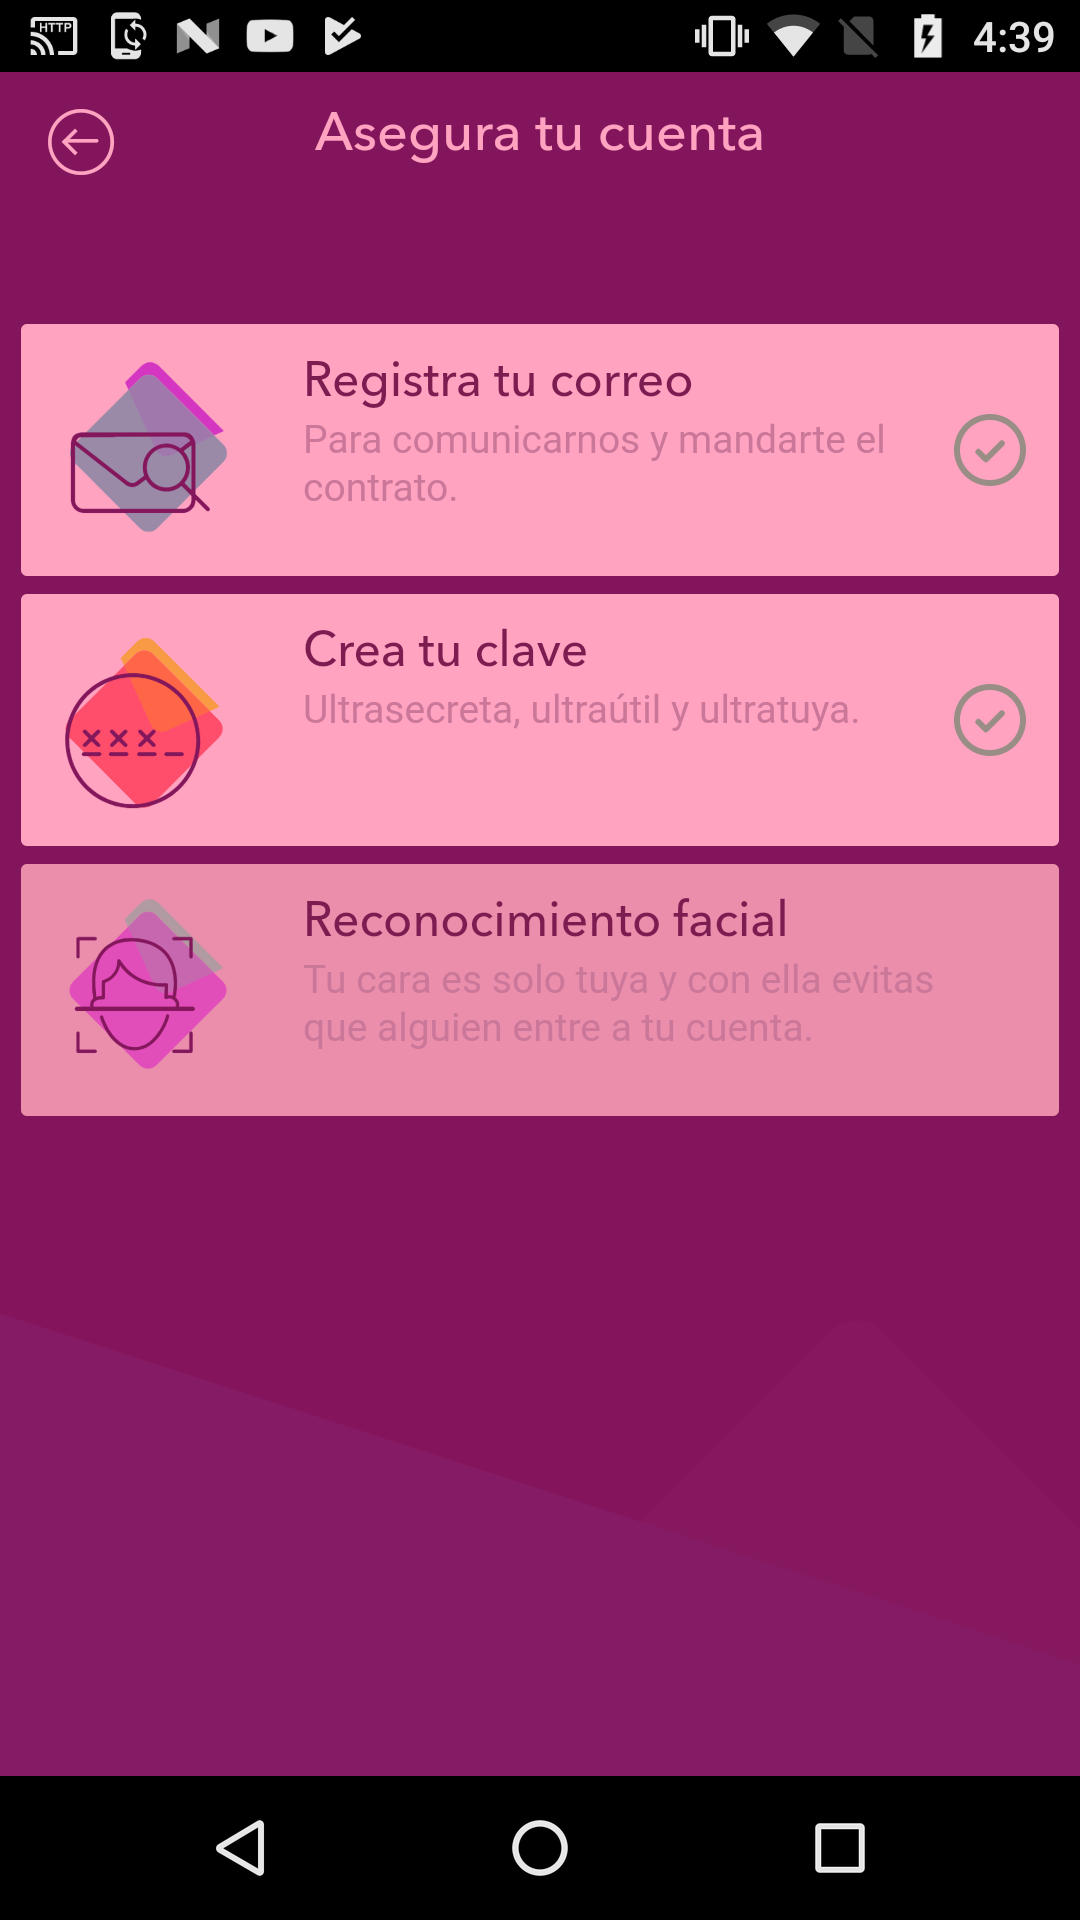 HTTP
4:39
Asegura tu cuenta
Registra tu correo
Para comunicarnos y mandarte el
contrato.
Crea tu clave
Ultrasecreta, ultraútil y ultratuya.
Reconocimiento facial
Tu cara es solo tuya y con ella evitas
que alguien entre a tu cuenta.